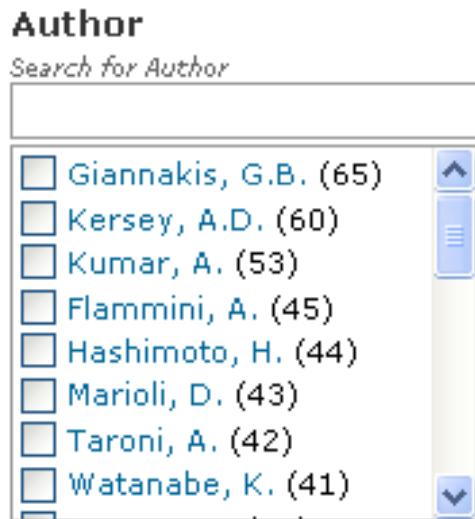 Author
Search for Author
Giannakis, G.B. (65)
Kersey, A.D. (60)
Kumar, A. (53)
Flammini, A. (45)
Hashimoto, H. (44)
Marioli, D. (43)
Taroni, A. (42)
Watanabe, K. (41)